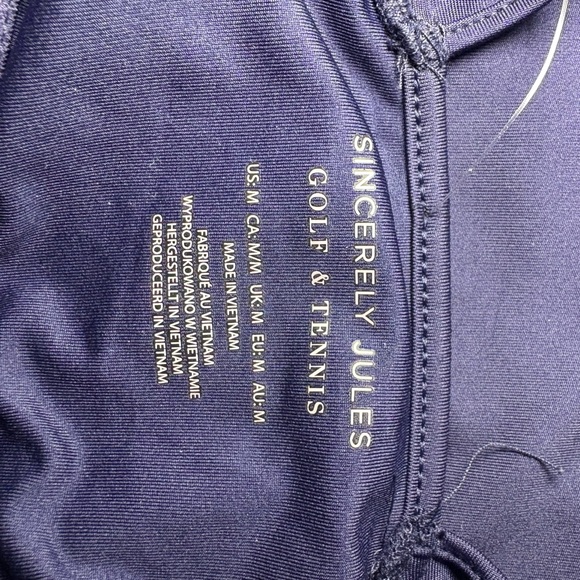 SINCERELY JULES
GOLF & TENNIS
US: M CA: M/M UK: M EU: M AU: M
MADE IN VIETNAM
FABRIQUÉ AU VIETNAM
WYPRODUKOWANO W WIETNAMIE
HERGESTELLT IN VIETNAM
GEPRODUCEERD IN VIETNAM